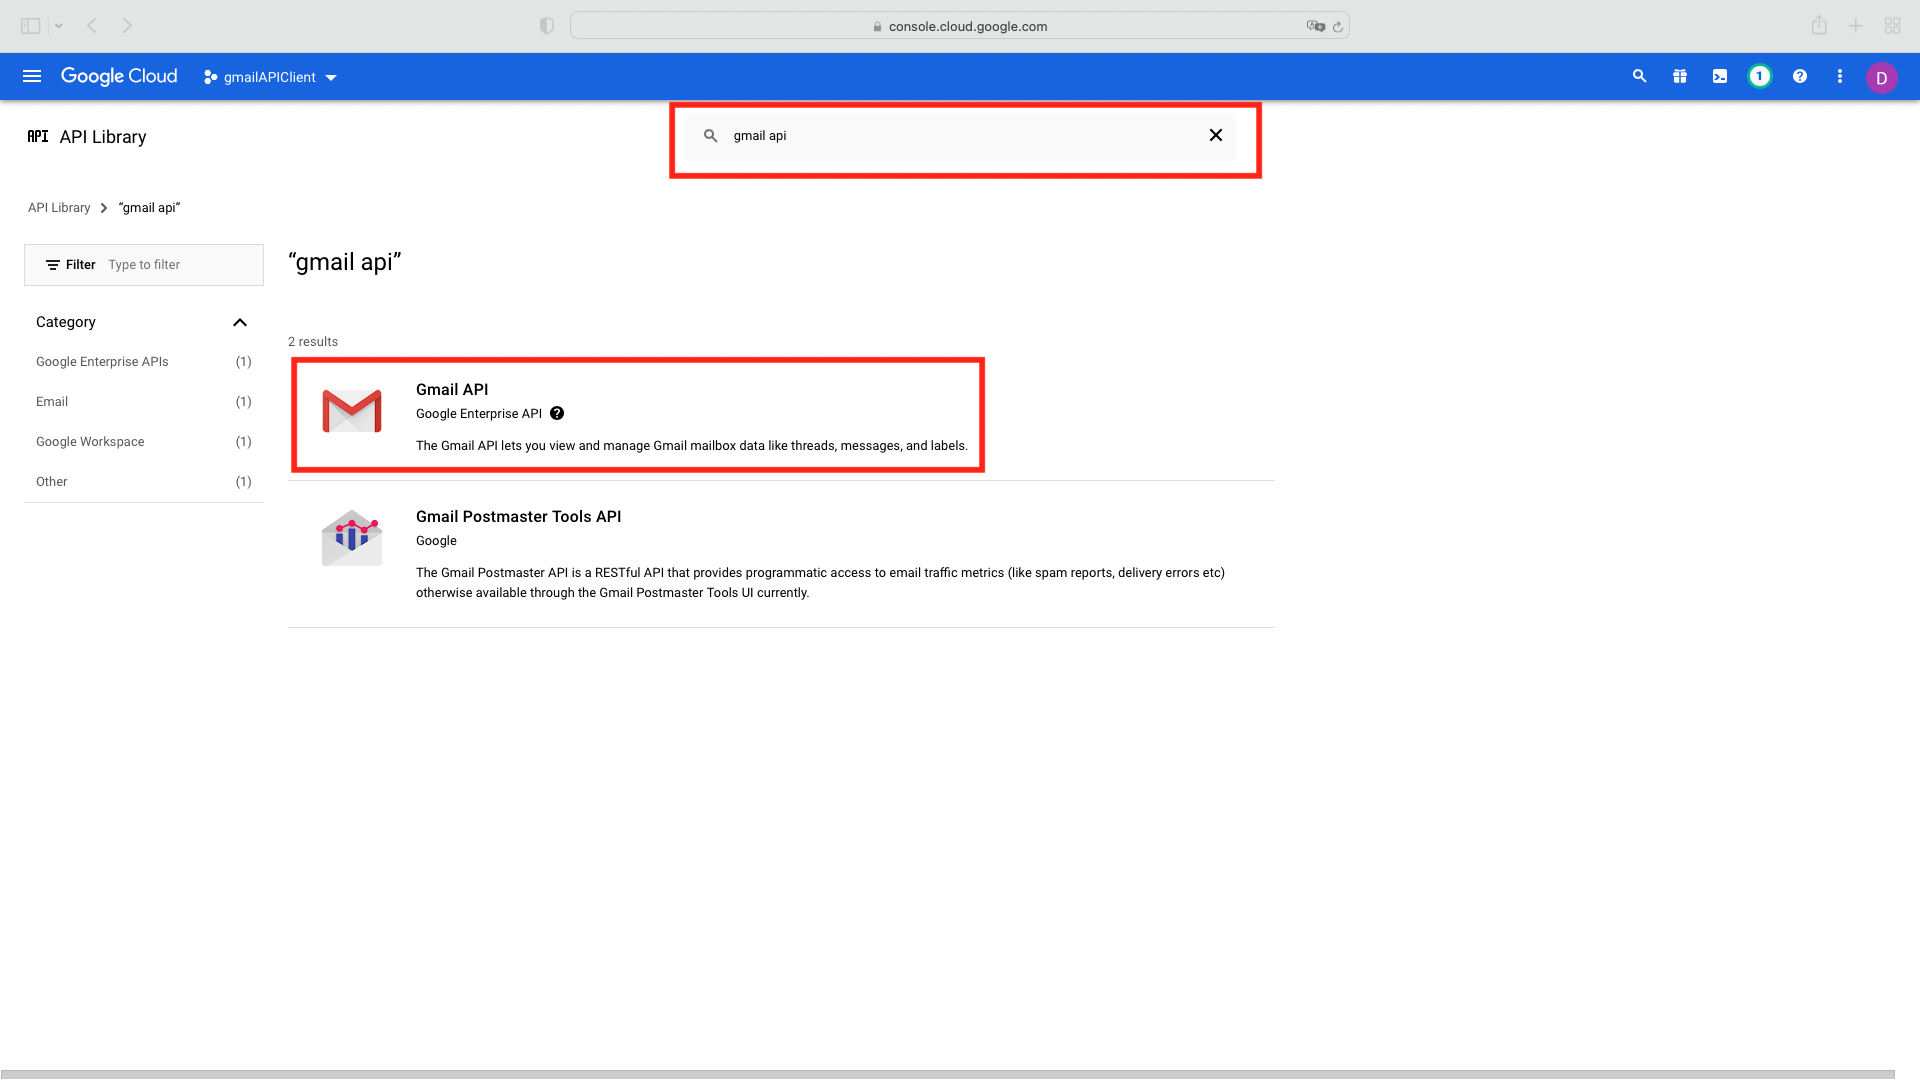 console.cloud.google.com
Google Cloud gmailAPIClient 1 D
API API Library
gmail api
API Library "gmail api"
Filter Type to filter
“gmail api”
Category
2 results
Google Enterprise APIs (1)
Email (1)
Google Workspace (1)
Other (1)
Gmail API
Google Enterprise API
The Gmail API lets you view and manage Gmail mailbox data like threads, messages, and labels.
Gmail Postmaster Tools API
Google
The Gmail Postmaster API is a RESTful API that provides programmatic access to email traffic metrics (like spam reports, delivery errors etc)
otherwise available through the Gmail Postmaster Tools UI currently.